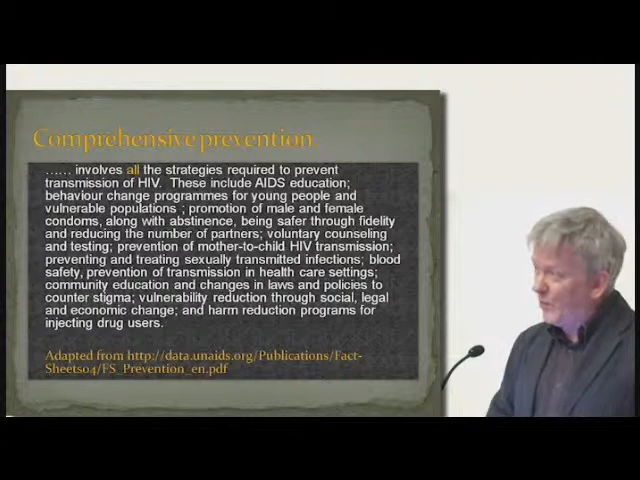 Comprehensive prevention
…… involves all the strategies required to prevent
transmission of HIV. These include AIDS education;
behaviour change programmes for young people and
vulnerable populations ; promotion of male and female
condoms, along with abstinence, being safer through fidelity
and reducing the number of partners; voluntary counseling
and testing; prevention of mother-to-child HIV transmission;
preventing and treating sexually transmitted infections; blood
safety, prevention of transmission in health care settings;
community education and changes in laws and policies to
counter stigma; vulnerability reduction through social, legal
and economic change; and harm reduction programs for
injecting drug users.
Adapted from http://data.unaids.org/Publications/Fact-
Sheets04/FS_Prevention_en.pdf